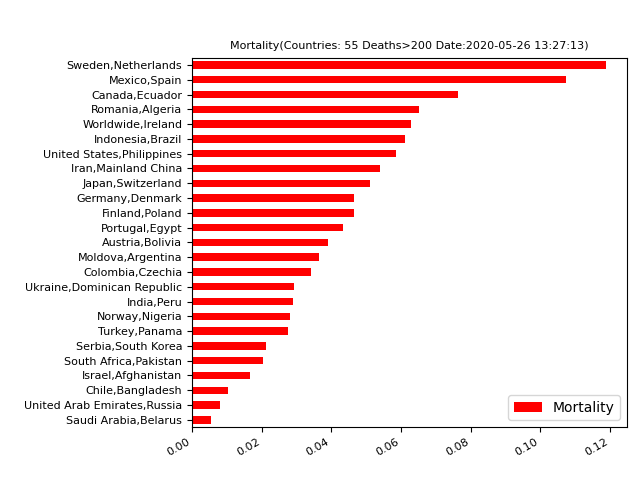 Mortality(Countries: 55 Deaths>200 Date:2020-05-26 13:27:13)
Sweden,Netherlands
Mexico,Spain
Canada,Ecuador
Romania,Algeria
Worldwide,Ireland
Indonesia,Brazil
United States,Philippines
Iran,Mainland China
Japan,Switzerland
Germany,Denmark
Finland,Poland
Portugal,Egypt
Austria,Bolivia
Moldova,Argentina
Colombia,Czechia
Ukraine,Dominican Republic
India,Peru
Norway,Nigeria
Turkey,Panama
Serbia,South Korea
South Africa,Pakistan
Israel,Afghanistan
Chile,Bangladesh
United Arab Emirates,Russia
Saudi Arabia,Belarus
Mortality
0.00 0.02 0.04 0.06 0.08 0.10 0.12